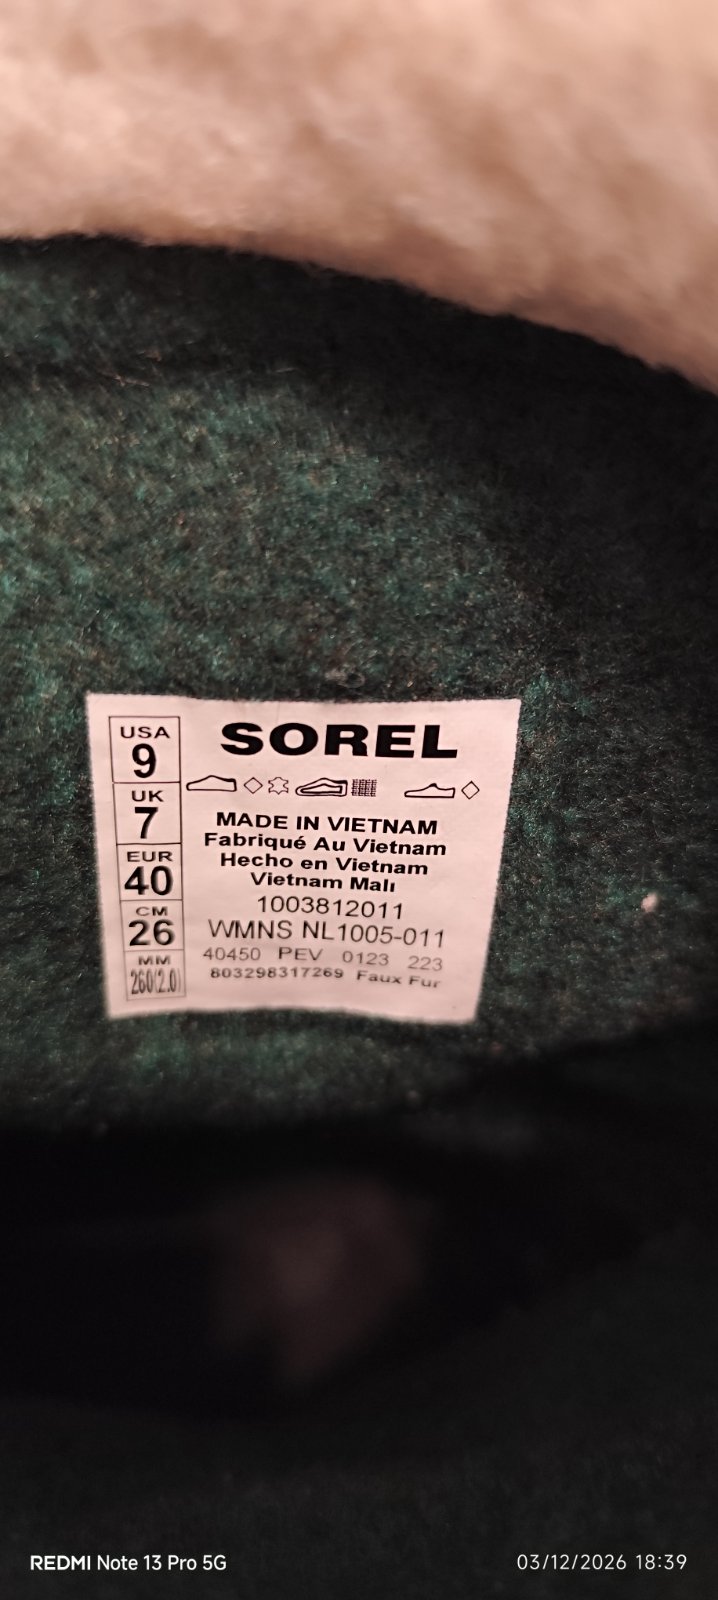 USA
9
UK
7
EUR
40
CM
26
MM
260(2.0)
SOREL
MADE IN VIETNAM
Fabriqué Au Vietnam
Hecho en Vietnam
Vietnam Malı
1003812011
WMNS NL1005-011
40450 PEV 0123 223
803298317269 Faux Fur
REDMI Note 13 Pro 5G
03/12/2026 18:39